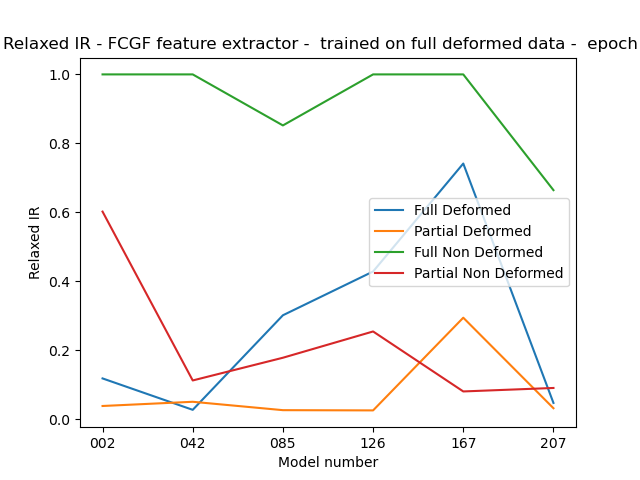 Relaxed IR - FCGF feature extractor -  trained on full deformed data -  epoch
1.0
0.8
0.6
0.4
0.2
0.0
Relaxed IR
Full Deformed
Partial Deformed
Full Non Deformed
Partial Non Deformed
002 042 085 126 167 207
Model number